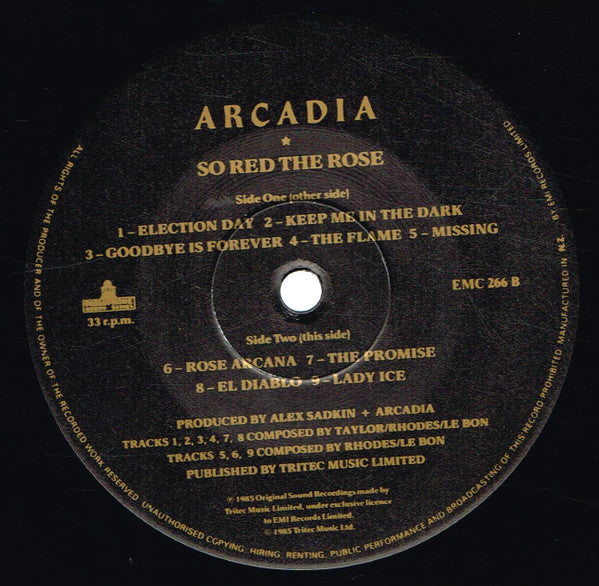 ARCADIA
SO RED THE ROSE
Side One (other side)
1 – ELECTION DAY 2 – KEEP ME IN THE DARK
3 – GOODBYE IS FOREVER 4 – THE FLAME 5 – MISSING
33 r.p.m.
EMC 266 B
Side Two (this side)
6 – ROSE ARCANA 7 – THE PROMISE
8 – EL DIABLO 9 – LADY ICE
PRODUCED BY ALEX SADKIN + ARCADIA
TRACKS 1, 2, 3, 4, 7, 8 COMPOSED BY TAYLOR/RHODES/LE BON
TRACKS 5, 6, 9 COMPOSED BY RHODES/LE BON
PUBLISHED BY TRITEC MUSIC LIMITED
℗ 1985 Original Sound Recordings made by
Tritec Music Limited, under exclusive licence
to EMI Records Limited.
© 1985 Tritec Music Ltd.
ALL RIGHTS OF THE PRODUCER AND OF THE OWNER OF THE RECORDED WORK RESERVED. UNAUTHORISED COPYING, HIRING, RENTING, PUBLIC PERFORMANCE AND BROADCASTING OF THIS RECORD PROHIBITED. MANUFACTURED IN N.Z. BY EMI RECORDS LIMITED